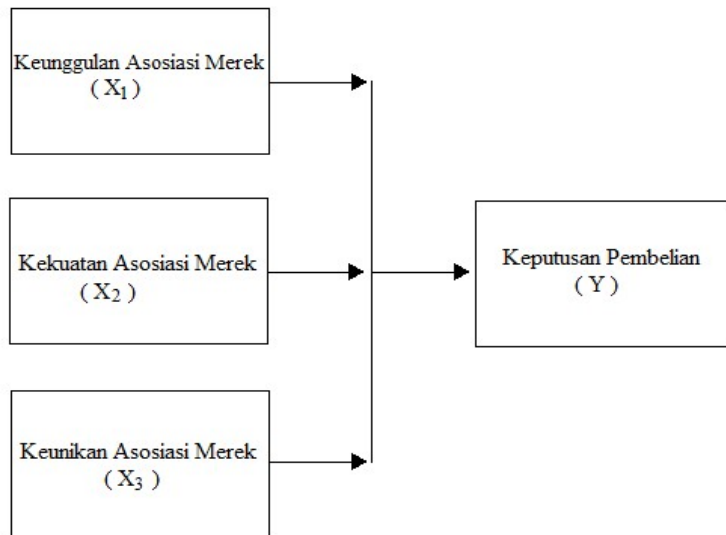 Keunggulan Asosiasi Merek
( X1 )
Kekuatan Asosiasi Merek
( X2 )
Keputusan Pembelian
( Y )
Keunikan Asosiasi Merek
( X3 )